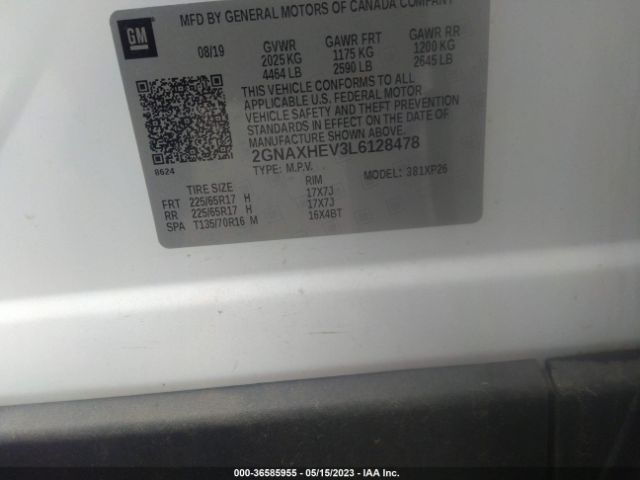 MFD BY GENERAL MOTORS OF CANADA COMPANY
GM
08/19 GVWR GAWR FRT GAWR RR
2025 KG 1175 KG 1200 KG
4464 LB 2590 LB 2645 LB
THIS VEHICLE CONFORMS TO ALL
APPLICABLE U.S. FEDERAL MOTOR
VEHICLE SAFETY AND THEFT PREVENTION
STANDARDS IN EFFECT ON THE DATE OF
MANUFACTURE SHOWN ABOVE.
8624
2GNAXHEV3L6128478
TYPE: M.P.V. MODEL: 381XP26
TIRE SIZE RIM
FRT 225/65R17 H 17X7J
RR 225/65R17 H 17X7J
SPA T135/70R16 M 16X4BT
000-36585955 - 05/15/2023 - IAA Inc.